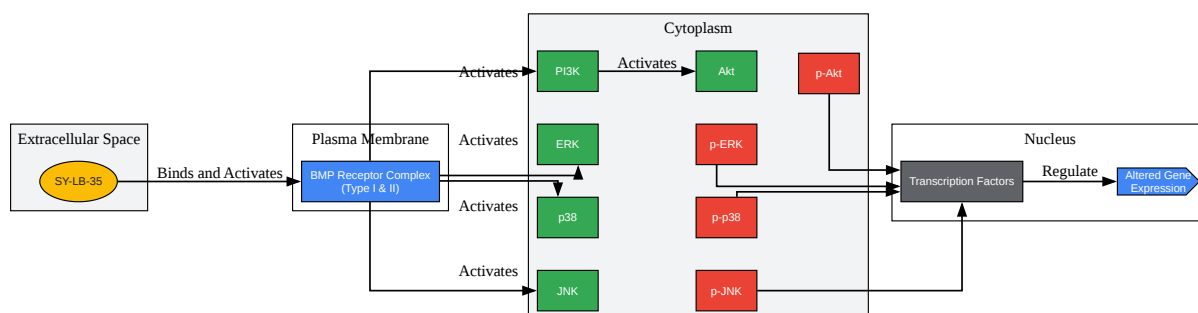 Cytoplasm
Activates
PI3K
Activates
Akt
p-Akt
Extracellular Space
Plasma Membrane
Activates
ERK
p-ERK
Nucleus
SY-LB-35
Binds and Activates
BMP Receptor Complex
(Type I & II)
Transcription Factors
Regulate
Altered Gene
Expression
Activates
p38
p-p38
Activates
JNK
p-JNK